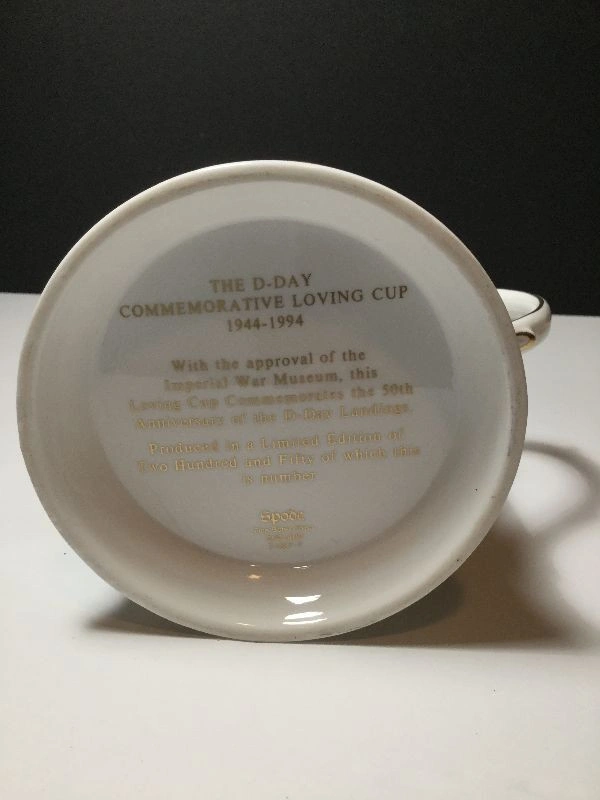 THE D-DAY
COMMEMORATIVE LOVING CUP
1944-1994
With the approval of the
Imperial War Museum, this
Loving Cup Commemorates the 50th
Anniversary of the D-Day Landings.
Produced in a Limited Edition of
Two Hundred and Fifty of which this
is number
Spode